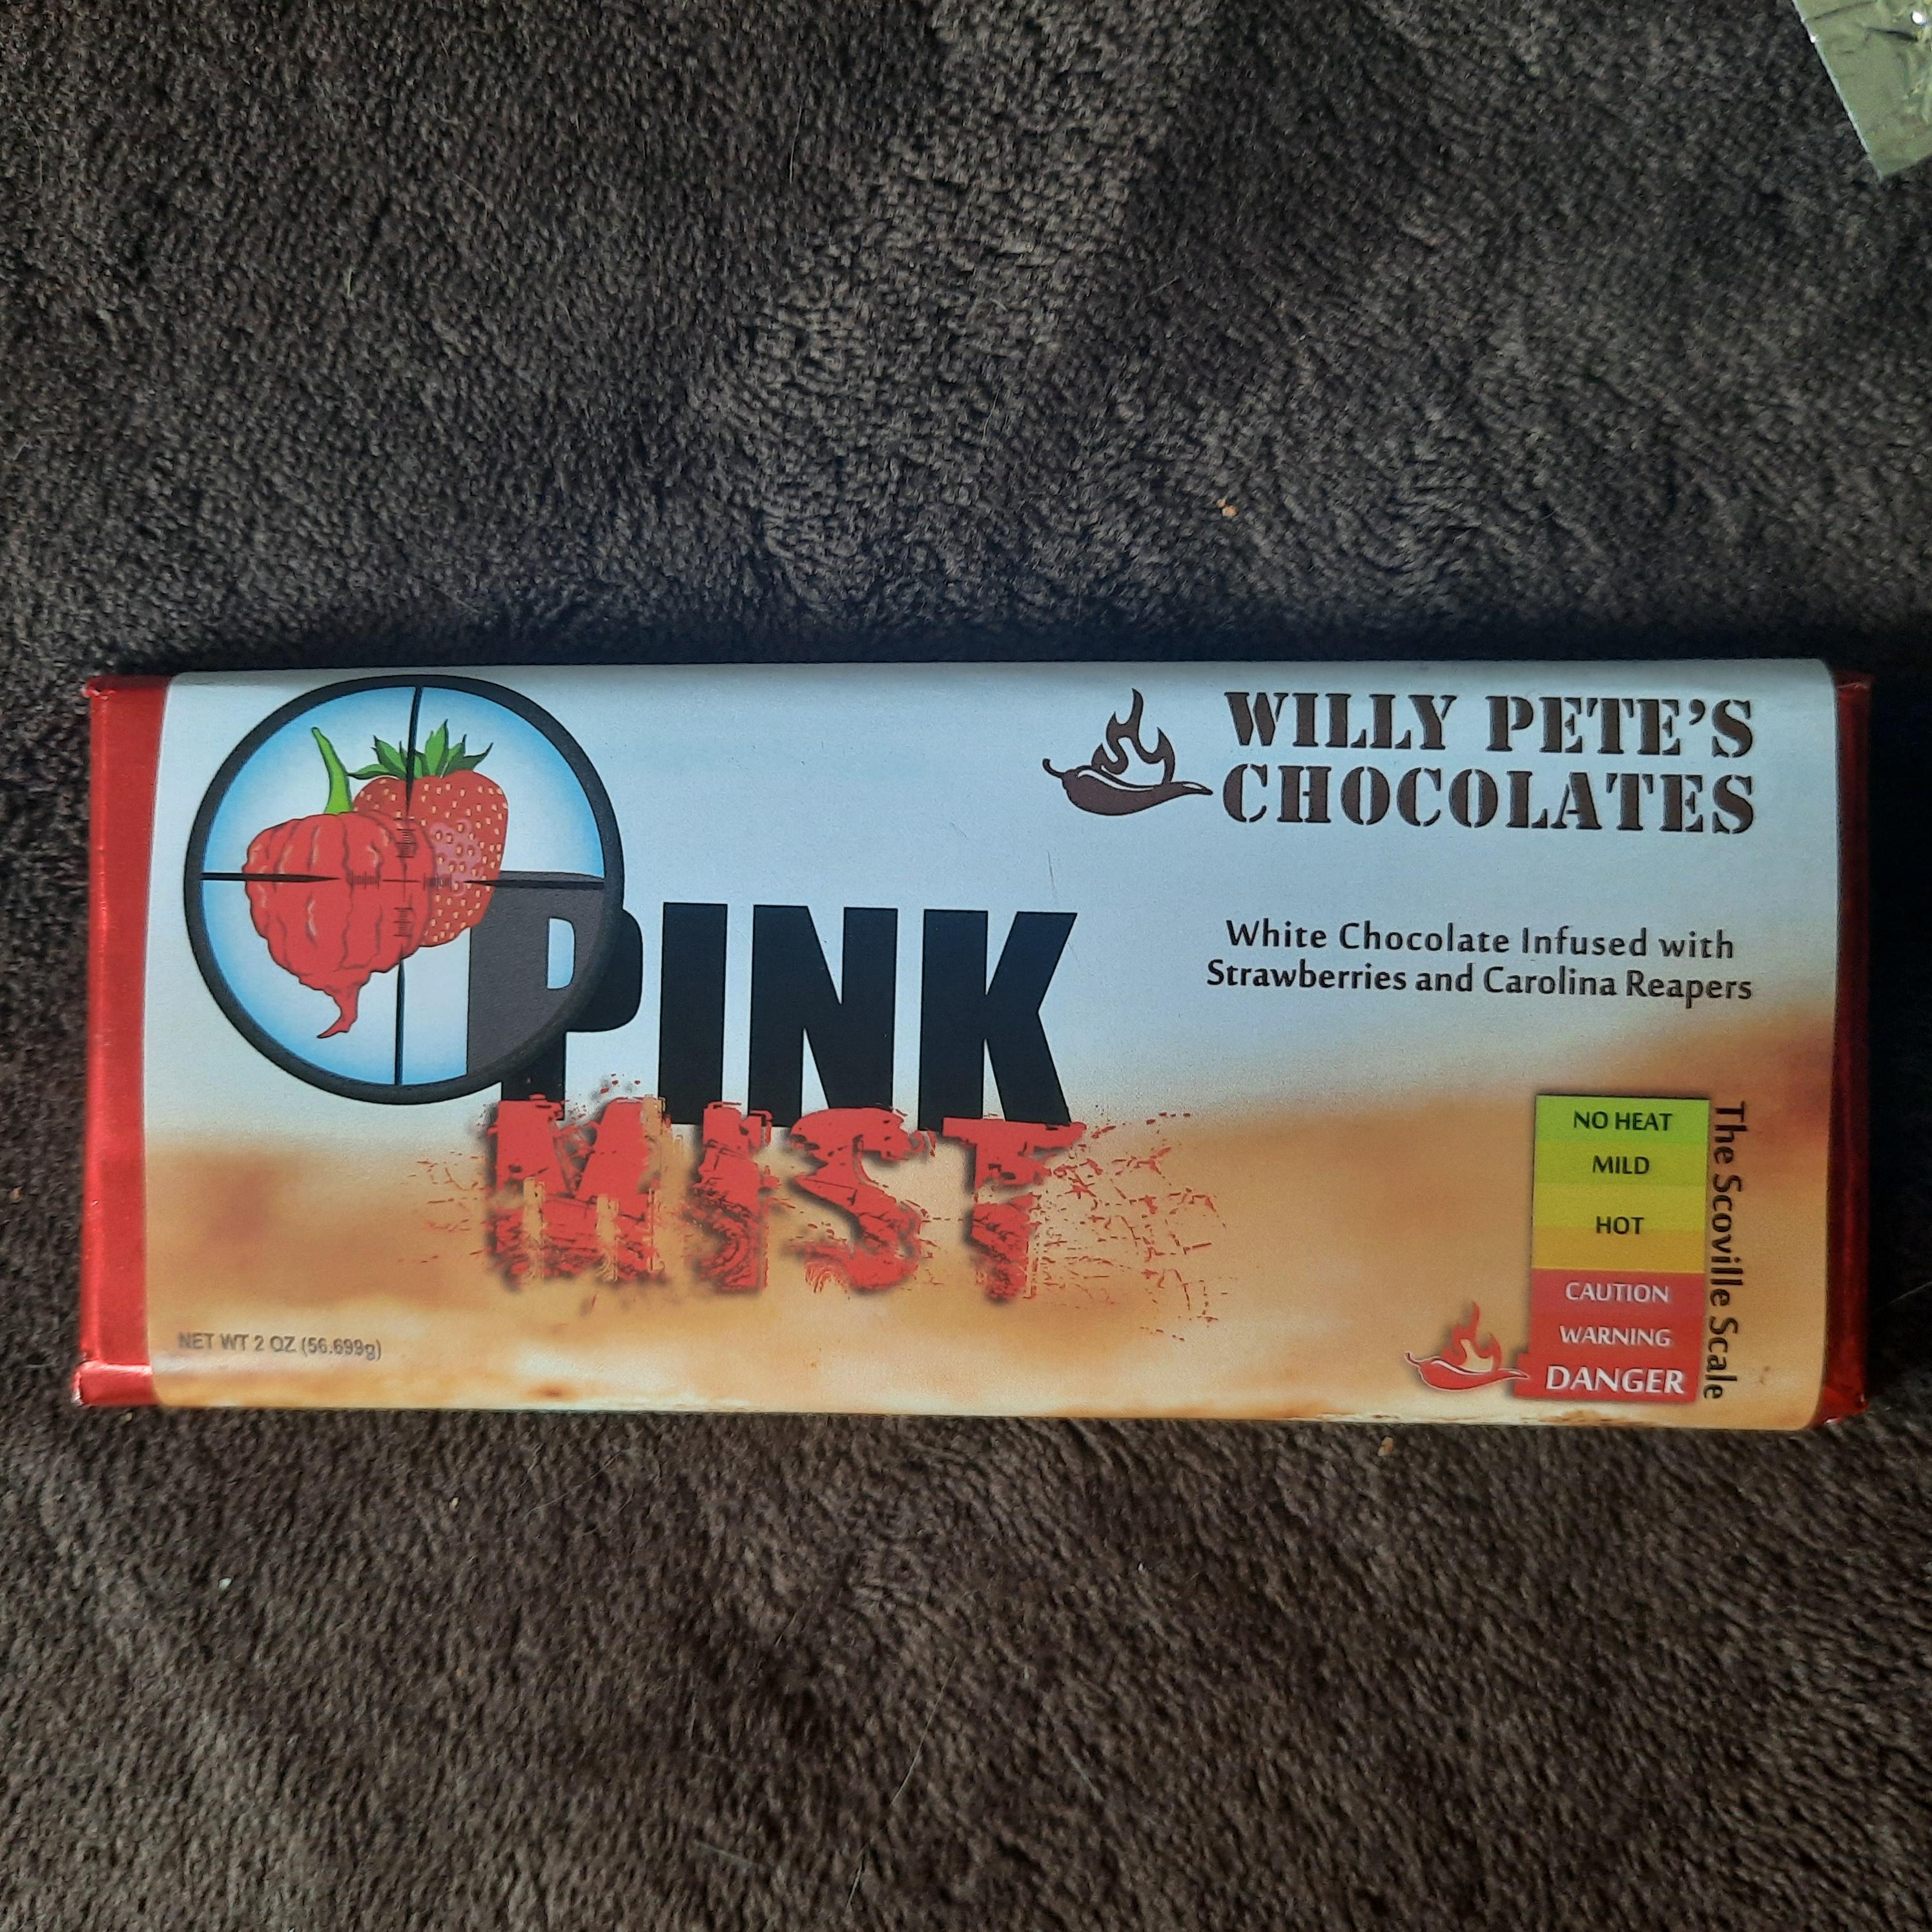 WILLY PETE'S
CHOCOLATES
PINK
MIST
White Chocolate Infused with
Strawberries and Carolina Reapers
NO HEAT
MILD
HOT
CAUTION
WARNING
DANGER
The Scoville Scale
NET WT 2 OZ (56.699g)